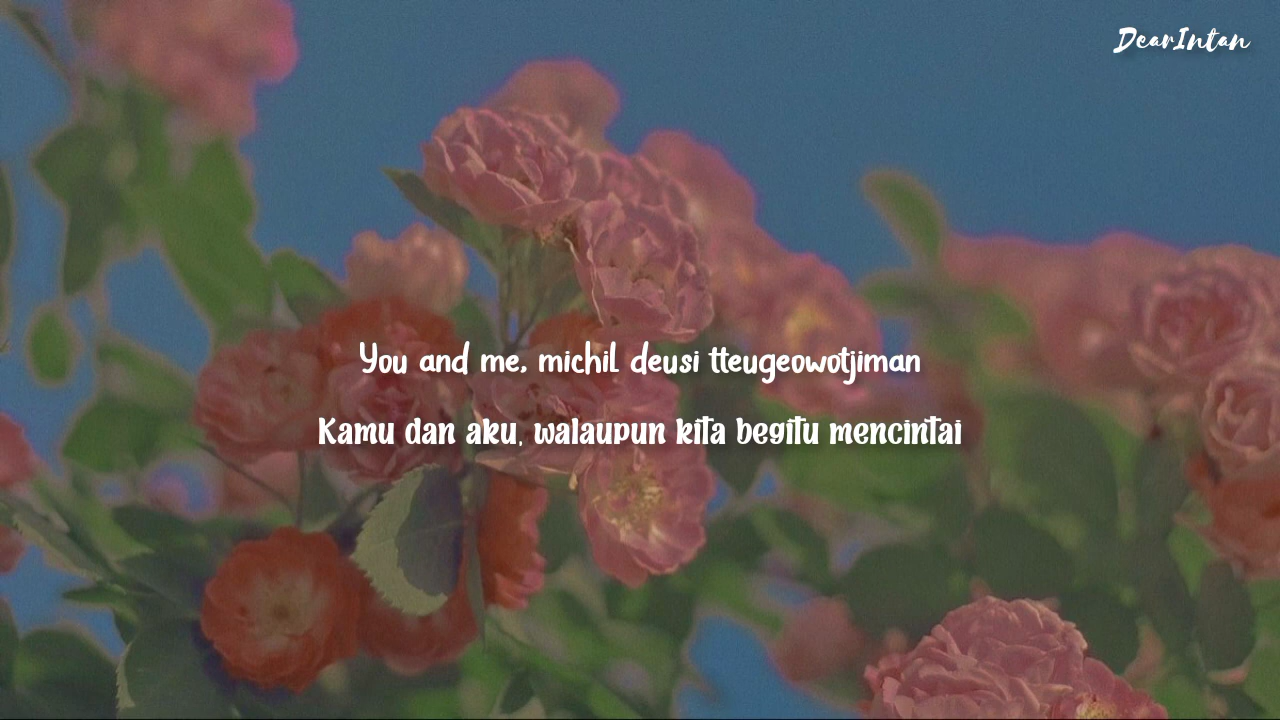 DearIntan
You and me, michil deusi tteugeowotjiman
Kamu dan aku, walaupun kita begitu mencintai